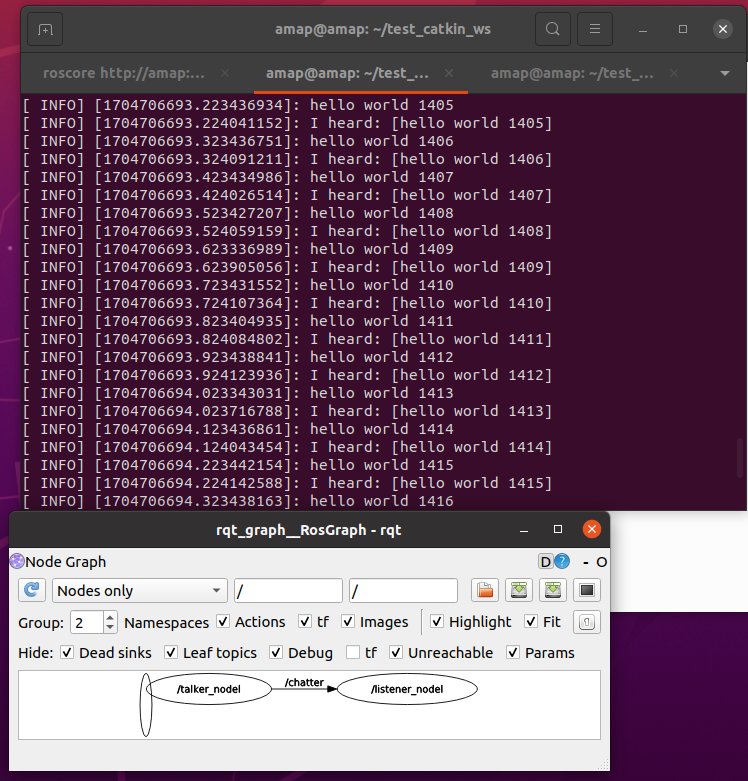 amap@amap: ~/test_catkin_ws
roscore http://amap:... amap@amap: ~/test_... amap@amap: ~/test_...
[ INFO] [1704706693.223436934]: hello world 1405
[ INFO] [1704706693.224041152]: I heard: [hello world 1405]
[ INFO] [1704706693.323436751]: hello world 1406
[ INFO] [1704706693.324091211]: I heard: [hello world 1406]
[ INFO] [1704706693.423434986]: hello world 1407
[ INFO] [1704706693.424026514]: I heard: [hello world 1407]
[ INFO] [1704706693.523427207]: hello world 1408
[ INFO] [1704706693.524059159]: I heard: [hello world 1408]
[ INFO] [1704706693.623336989]: hello world 1409
[ INFO] [1704706693.623905056]: I heard: [hello world 1409]
[ INFO] [1704706693.723431552]: hello world 1410
[ INFO] [1704706693.724107364]: I heard: [hello world 1410]
[ INFO] [1704706693.823404935]: hello world 1411
[ INFO] [1704706693.824084802]: I heard: [hello world 1411]
[ INFO] [1704706693.923438841]: hello world 1412
[ INFO] [1704706693.924123936]: I heard: [hello world 1412]
[ INFO] [1704706694.023343031]: hello world 1413
[ INFO] [1704706694.023716788]: I heard: [hello world 1413]
[ INFO] [1704706694.123436861]: hello world 1414
[ INFO] [1704706694.124043454]: I heard: [hello world 1414]
[ INFO] [1704706694.223442154]: hello world 1415
[ INFO] [1704706694.224142588]: I heard: [hello world 1415]
[ INFO] [1704706694.323438163]: hello world 1416
rqt_graph__RosGraph - rqt
Node Graph D ? - O
Nodes only / /
Group: 2 Namespaces Actions tf Images Highlight Fit
Hide: Dead sinks Leaf topics Debug tf Unreachable Params
/talker_nodel /chatter /listener_nodel